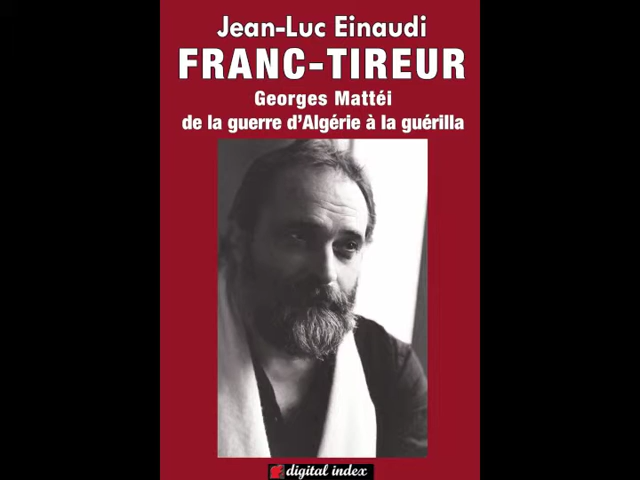 Jean-Luc Einaudi
FRANC-TIREUR
Georges Mattéi
de la guerre d'Algérie à la guérilla
digital index